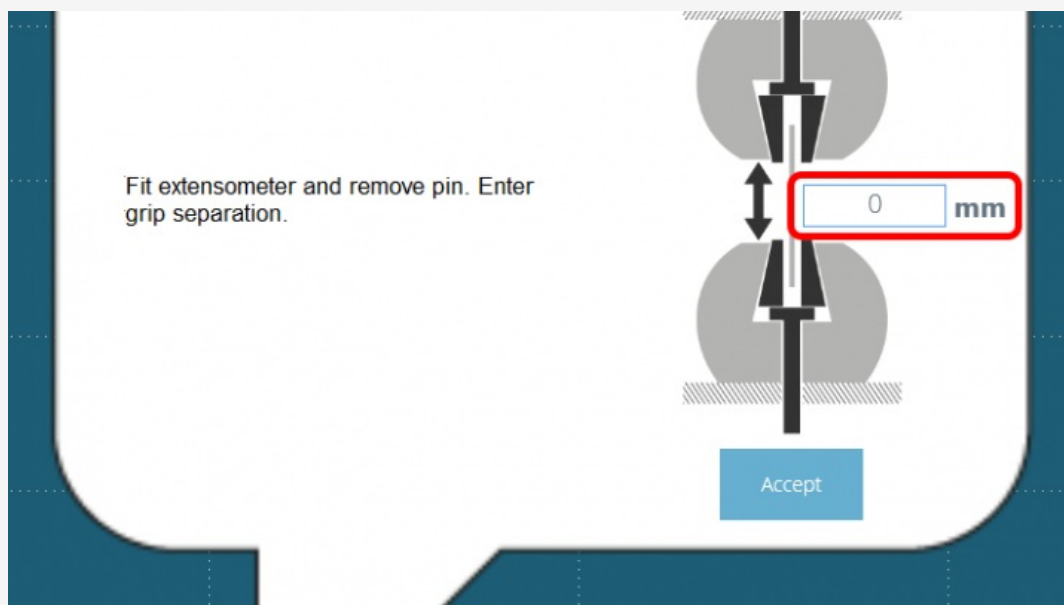 Fit extensometer and remove pin. Enter
grip separation.
0 mm
Accept